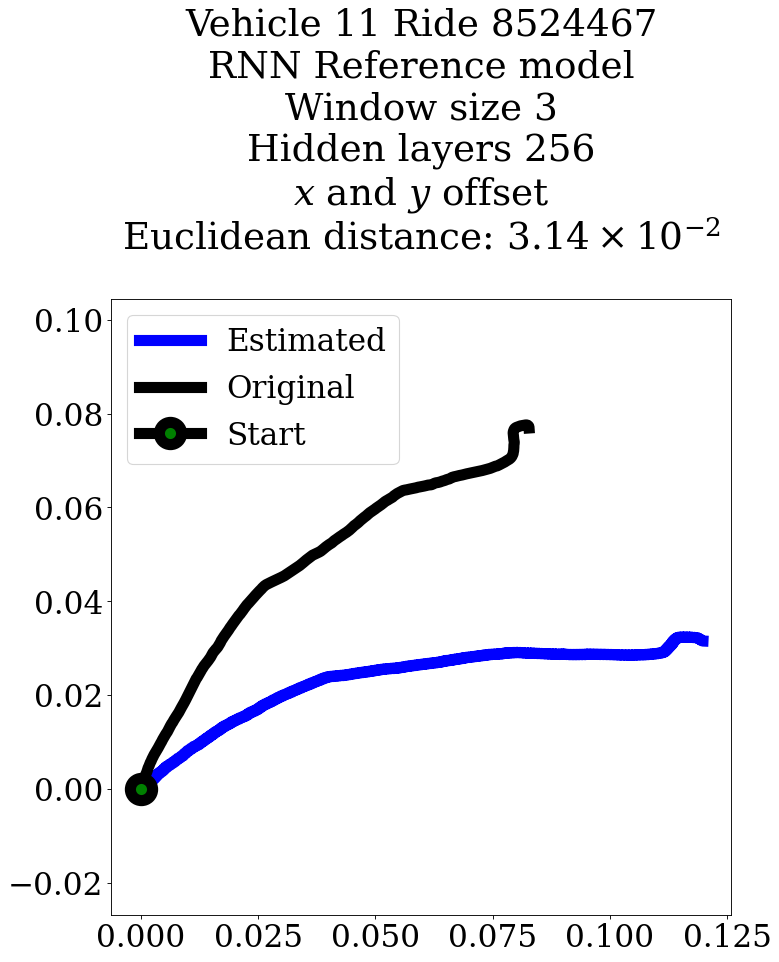 Vehicle 11 Ride 8524467
RNN Reference model
Window size 3
Hidden layers 256
x and y offset
Euclidean distance: 3.14 × 10⁻²
Estimated
Original
Start
0.10
0.08
0.06
0.04
0.02
0.00
−0.02
0.000 0.025 0.050 0.075 0.100 0.125